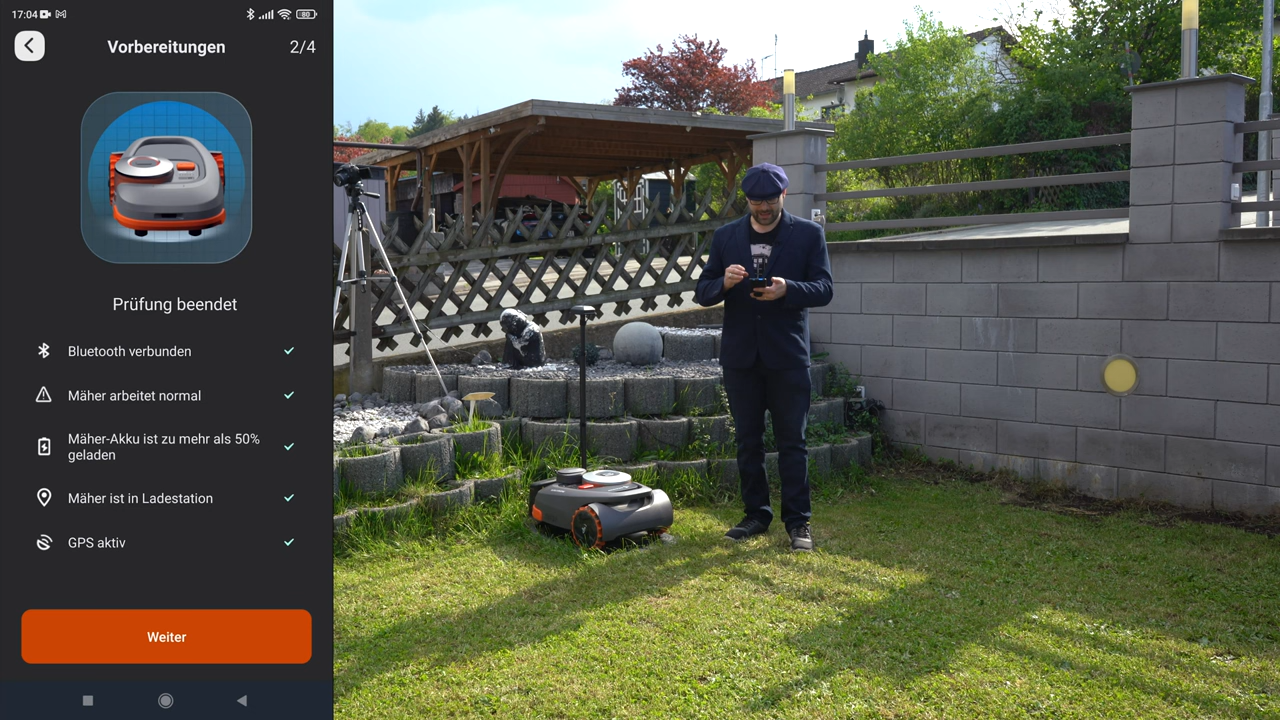 17:04
80
Vorbereitungen
2/4
Prüfung beendet
Bluetooth verbunden
Mäher arbeitet normal
Mäher-Akku ist zu mehr als 50%
geladen
Mäher ist in Ladestation
GPS aktiv
Weiter